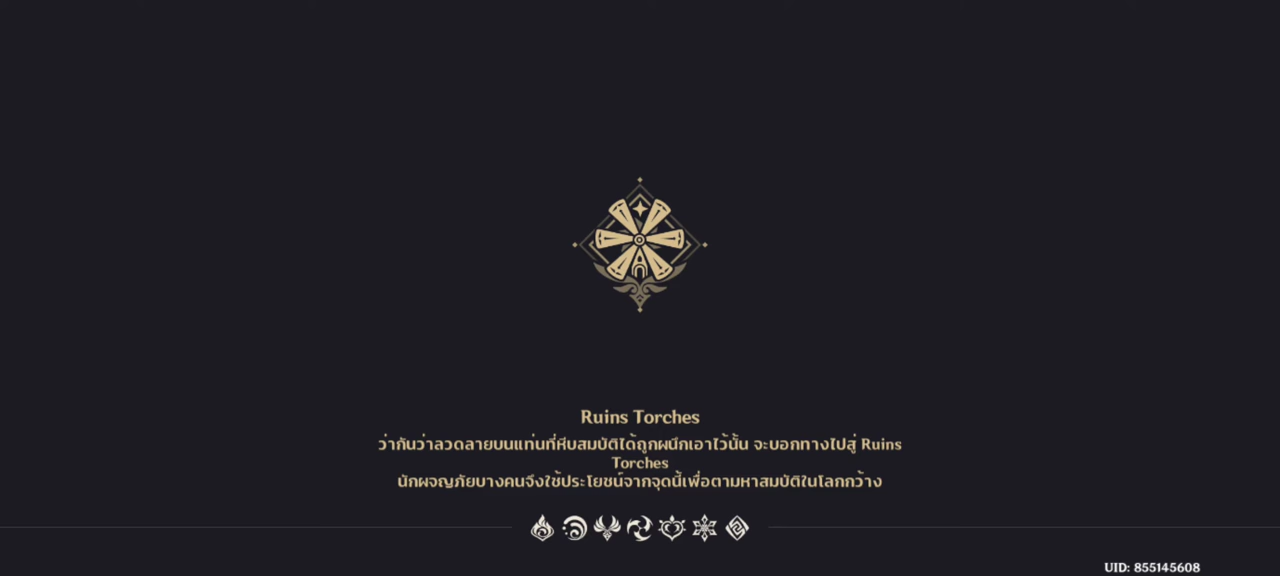 Ruins Torches
ว่ากันว่าลวดลายบนแท่นที่หีบสมบัติได้ถูกผนึกเอาไว้นั้น จะบอกทางไปสู่ Ruins
Torches
นักผจญภัยบางคนจึงใช้ประโยชน์จากจุดนี้เพื่อตามหาสมบัติในโลกกว้าง
UID: 855145608